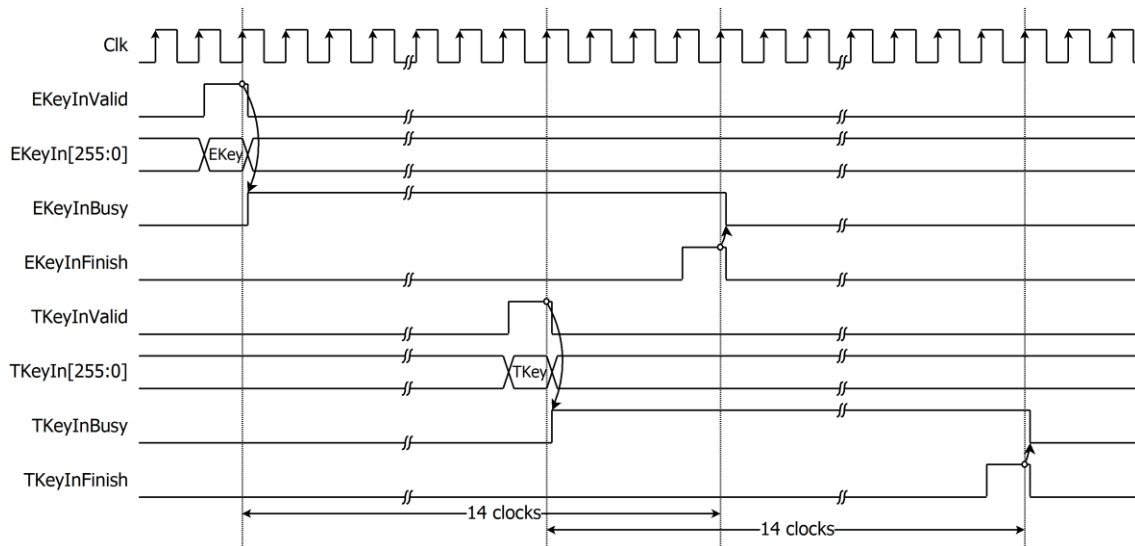 Clk
EKeyInValid
EKeyIn[255:0]
EKey
EKeyInBusy
EKeyInFinish
TKeyInValid
TKeyIn[255:0]
TKey
TKeyInBusy
TKeyInFinish
14 clocks
14 clocks